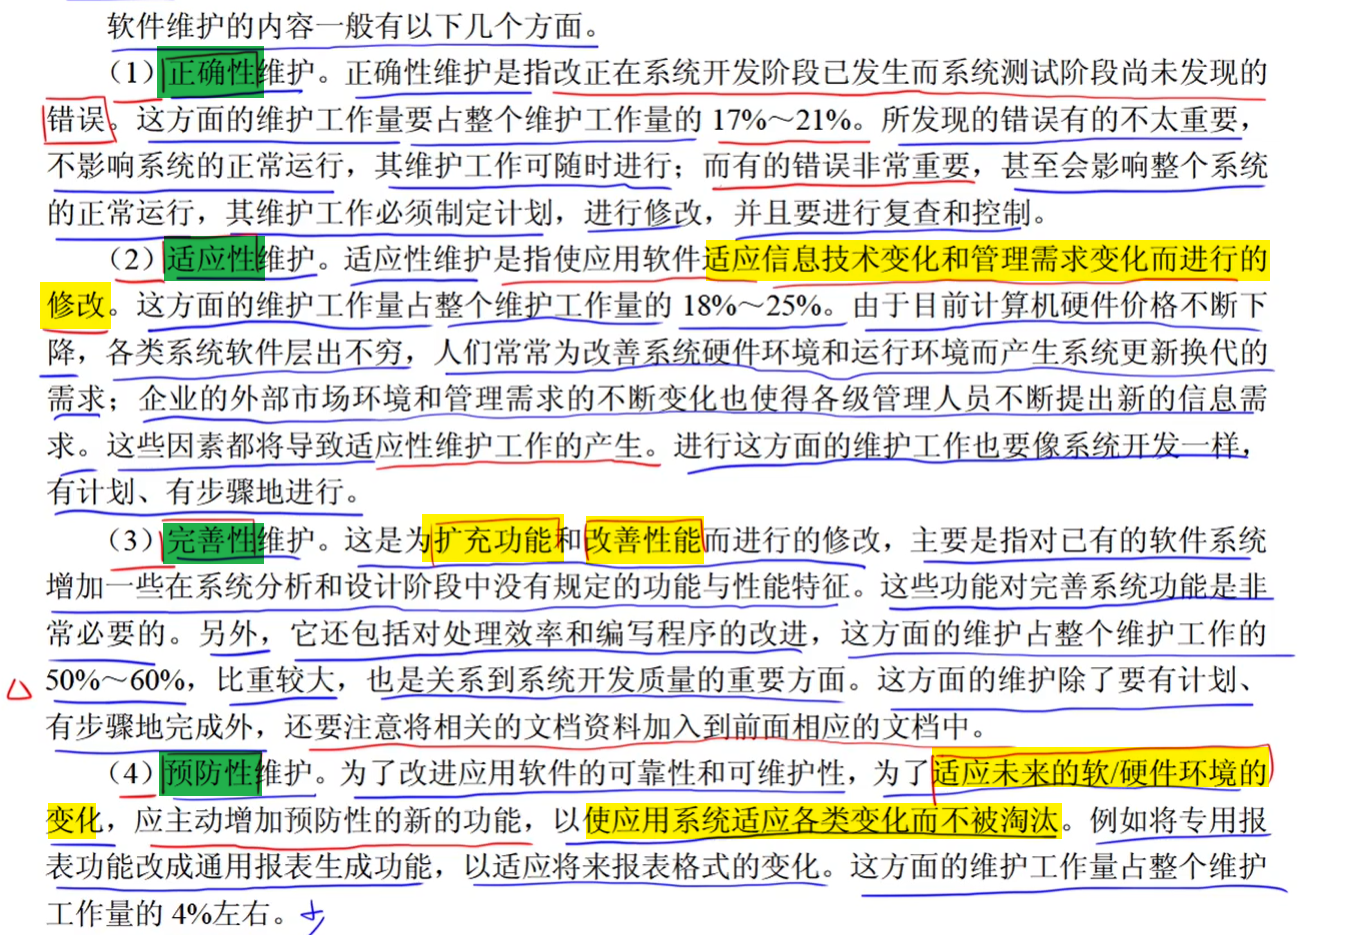 软件维护的内容一般有以下几个方面。
（1）正确性维护。正确性维护是指改正在系统开发阶段已发生而系统测试阶段尚未发现的
错误。这方面的维护工作量要占整个维护工作量的 17%～21%。所发现的错误有的不太重要，
不影响系统的正常运行，其维护工作可随时进行；而有的错误非常重要，甚至会影响整个系统
的正常运行，其维护工作必须制定计划，进行修改，并且要进行复查和控制。
（2）适应性维护。适应性维护是指使应用软件适应信息技术变化和管理需求变化而进行的
修改。这方面的维护工作量占整个维护工作量的 18%～25%。由于目前计算机硬件价格不断下
降，各类系统软件层出不穷，人们常常为改善系统硬件环境和运行环境而产生系统更新换代的
需求；企业的外部市场环境和管理需求的不断变化也使得各级管理人员不断提出新的信息需
求。这些因素都将导致适应性维护工作的产生。进行这方面的维护工作也要像系统开发一样，
有计划、有步骤地进行。
（3）完善性维护。这是为扩充功能和改善性能而进行的修改，主要是指对已有的软件系统
增加一些在系统分析和设计阶段中没有规定的功能与性能特征。这些功能对完善系统功能是非
常必要的。另外，它还包括对处理效率和编写程序的改进，这方面的维护占整个维护工作的
50%～60%，比重较大，也是关系到系统开发质量的重要方面。这方面的维护除了要有计划、
有步骤地完成外，还要注意将相关的文档资料加入到前面相应的文档中。
（4）预防性维护。为了改进应用软件的可靠性和可维护性，为了适应未来的软/硬件环境的
变化，应主动增加预防性的新的功能，以使应用系统适应各类变化而不被淘汰。例如将专用报
表功能改成通用报表生成功能，以适应将来报表格式的变化。这方面的维护工作量占整个维护
工作量的 4%左右。